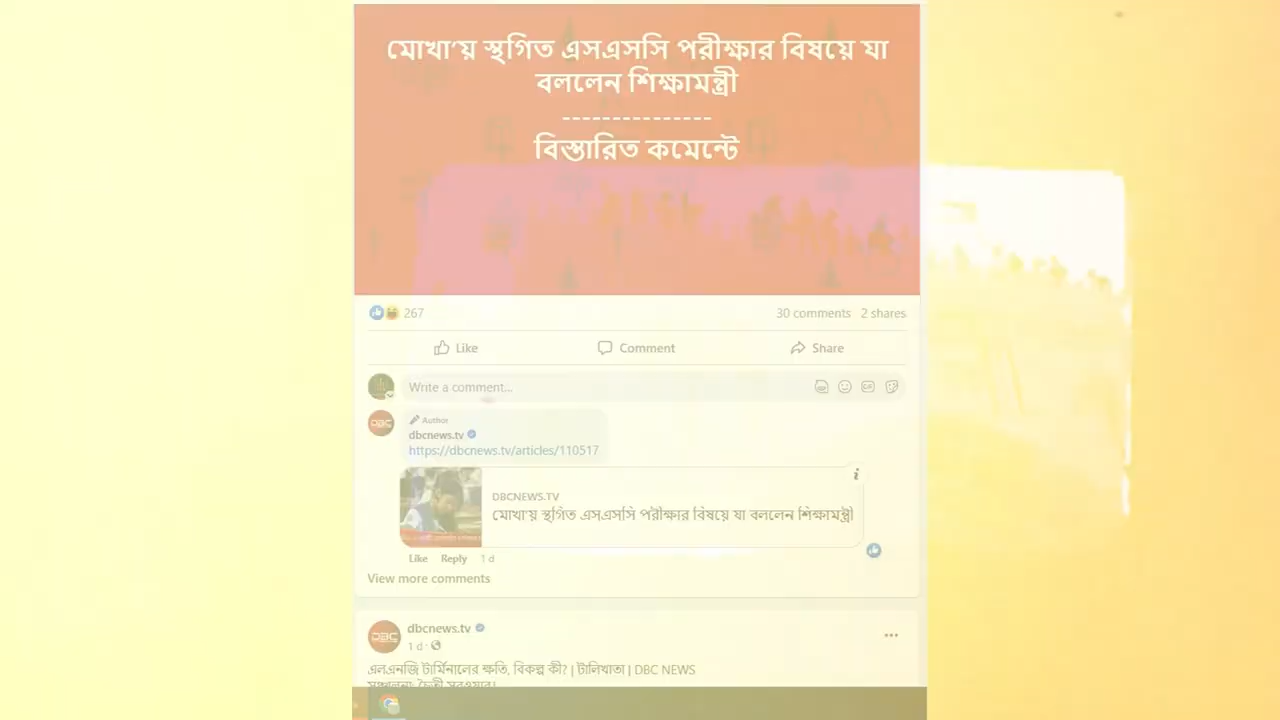 মোখা'য় স্থগিত এসএসসি পরীক্ষার বিষয়ে যা
বললেন শিক্ষামন্ত্রী
---------------
বিস্তারিত কমেন্টে
267 30 comments 2 shares
Like Comment Share
Write a comment...
Author
dbcnews.tv
https://dbcnews.tv/articles/110517
DBCNEWS.TV
মোখা'য় স্থগিত এসএসসি পরীক্ষার বিষয়ে যা বললেন শিক্ষামন্ত্রী
Like Reply 1 d
View more comments
dbcnews.tv
1 d
এলএনজি টার্মিনালের ক্ষতি, বিকল্প কী? | টালিখাতা | DBC NEWS